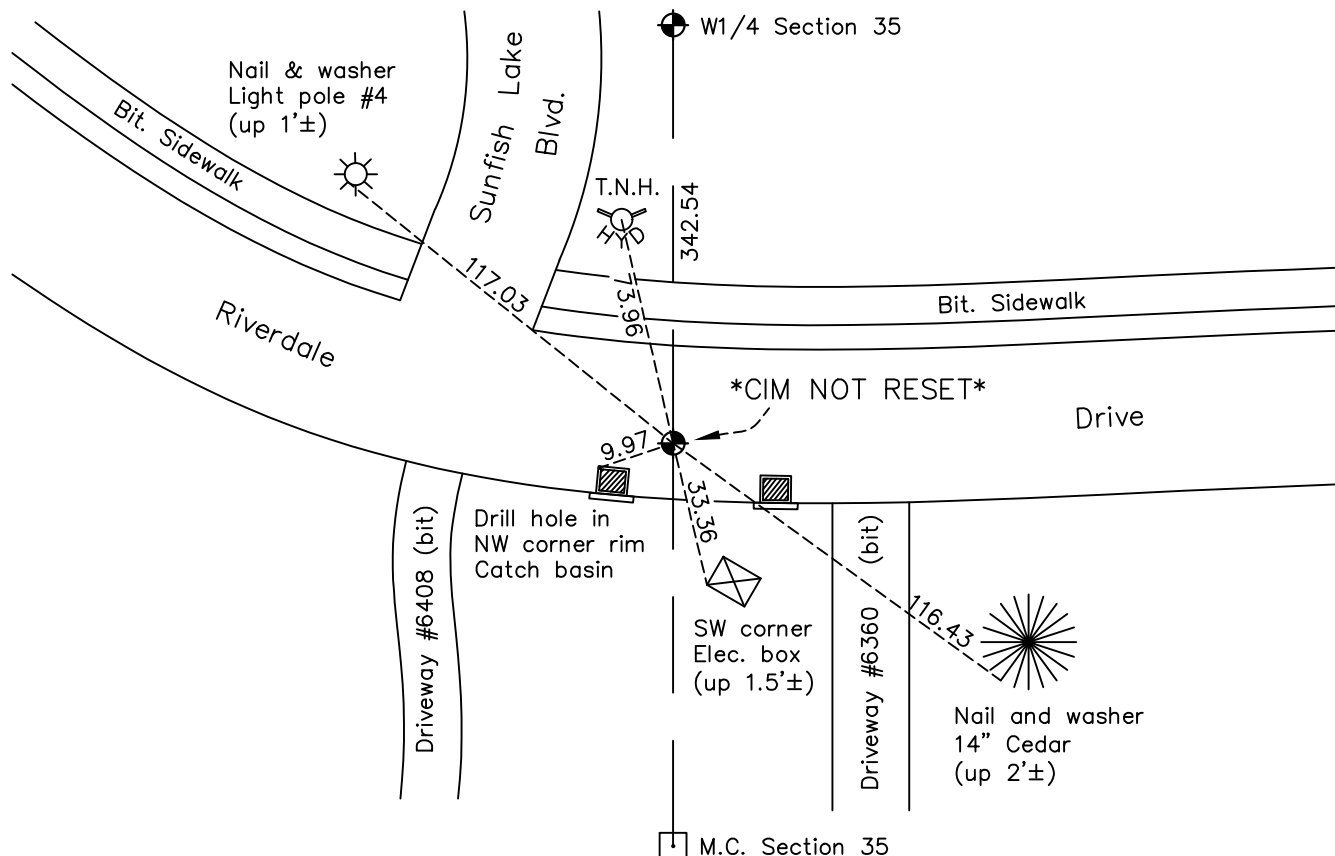 W1/4 Section 35
Nail & washer
Light pole #4
(up 1'±)
Bit. Sidewalk
Sunfish Lake
Blvd.
T.N.H.
HYD
342.54
117.03
73.96
Bit. Sidewalk
Riverdale
*CIM NOT RESET*
Drive
9.97
33.36
Drill hole in
NW corner rim
Catch basin
Driveway #6408 (bit)
SW corner
Elec. box
(up 1.5'±)
Driveway #6360 (bit)
116.43
Nail and washer
14" Cedar
(up 2'±)
M.C. Section 35